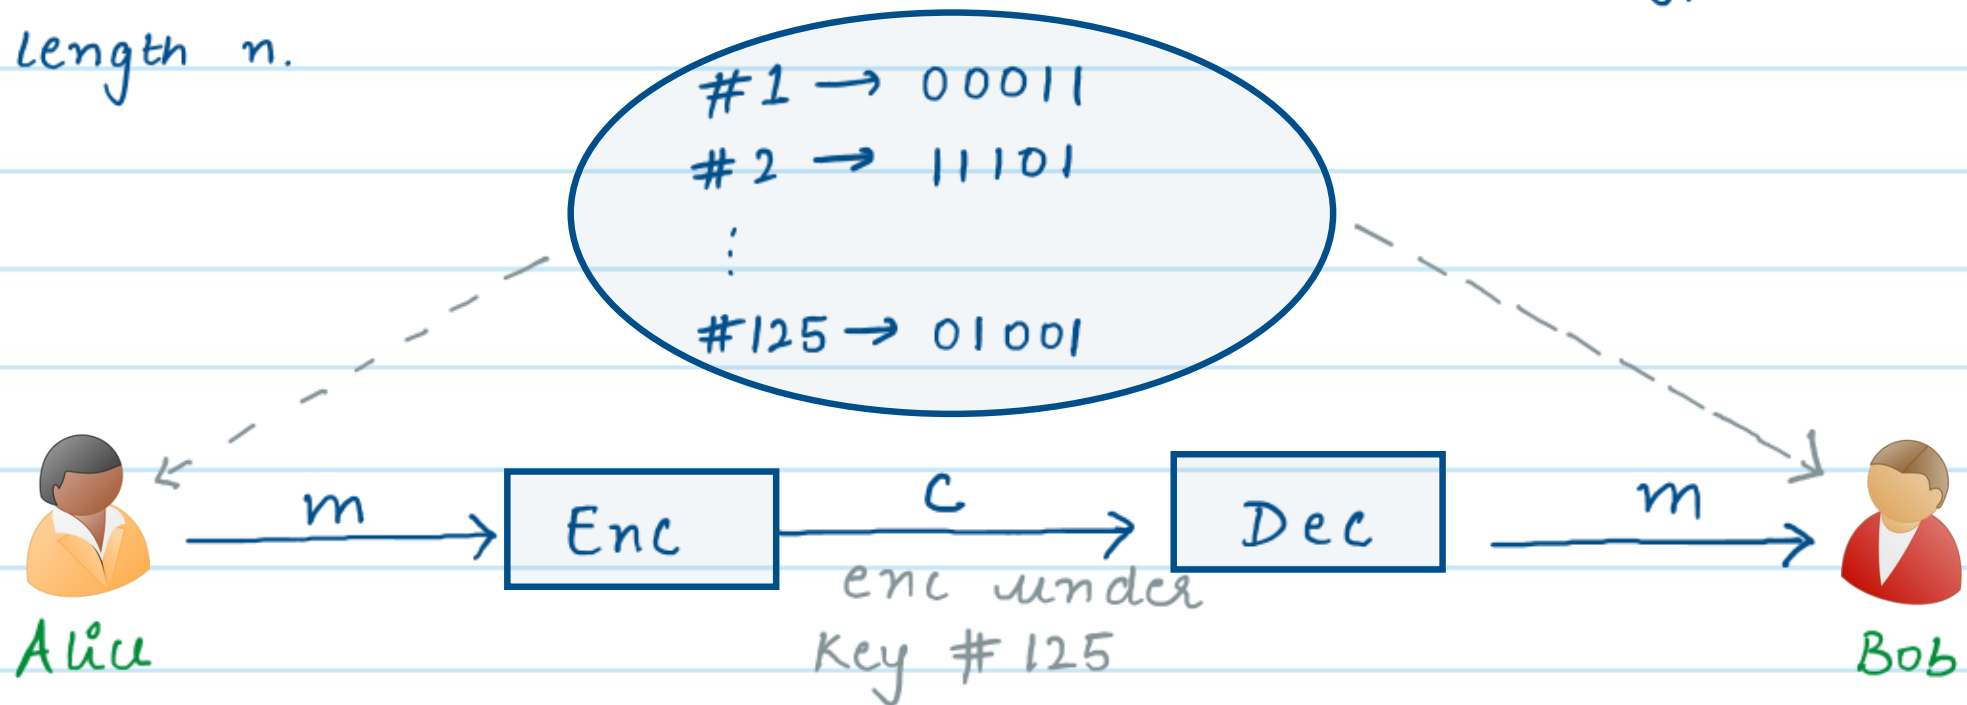 length n.
#1 → 00011
#2 → 11101
⋮
#125 → 01001
m
Enc
C
Dec
m
enc under
Key #125
Alice
Bob